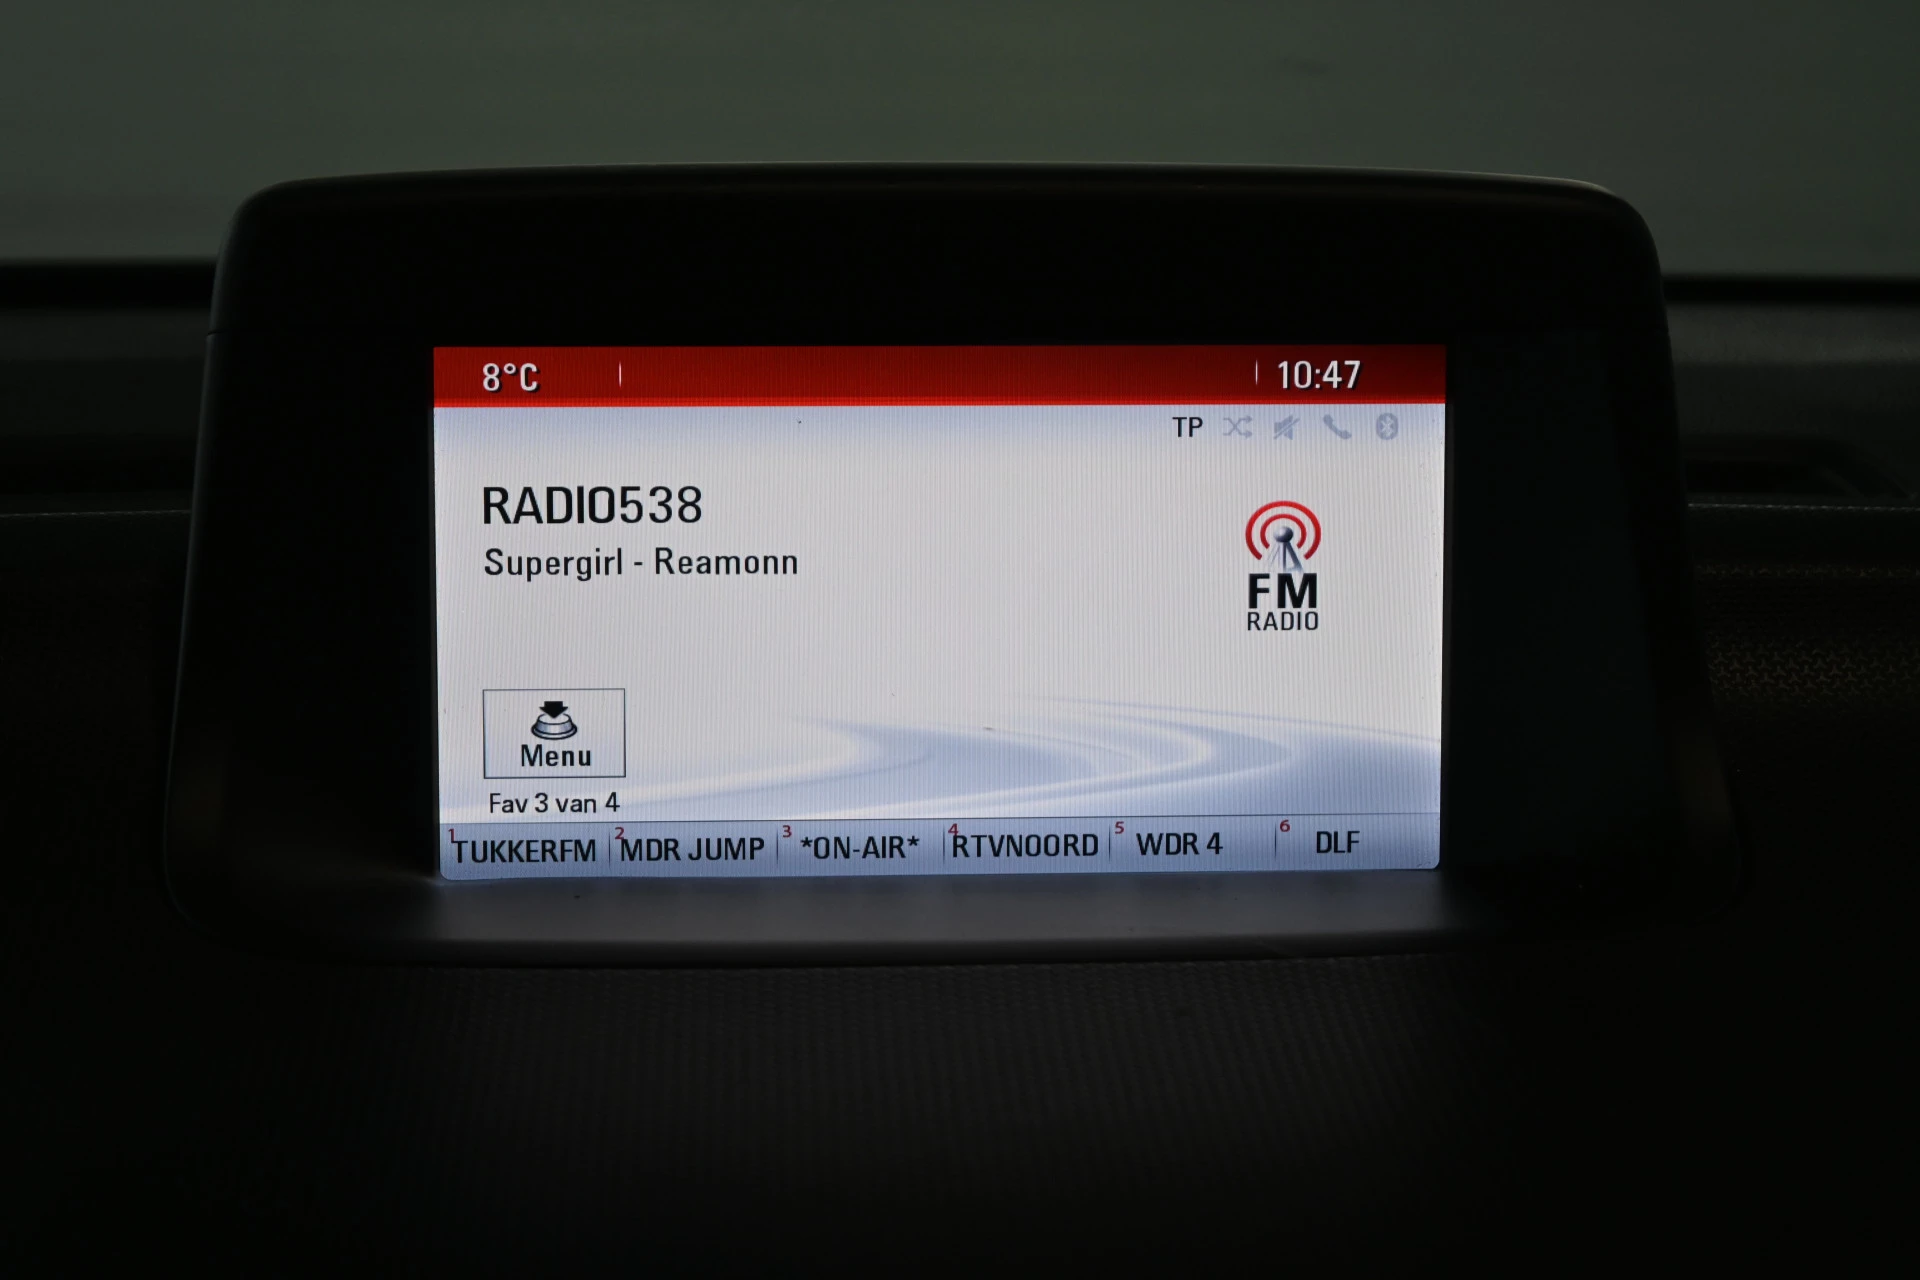 8°C 10:47
TP
RADIO538
Supergirl - Reamonn
FM
RADIO
Menu
Fav 3 van 4
1 TUKKERFM 2 MDR JUMP 3 *ON-AIR* 4 RTVNOORD 5 WDR 4 6 DLF